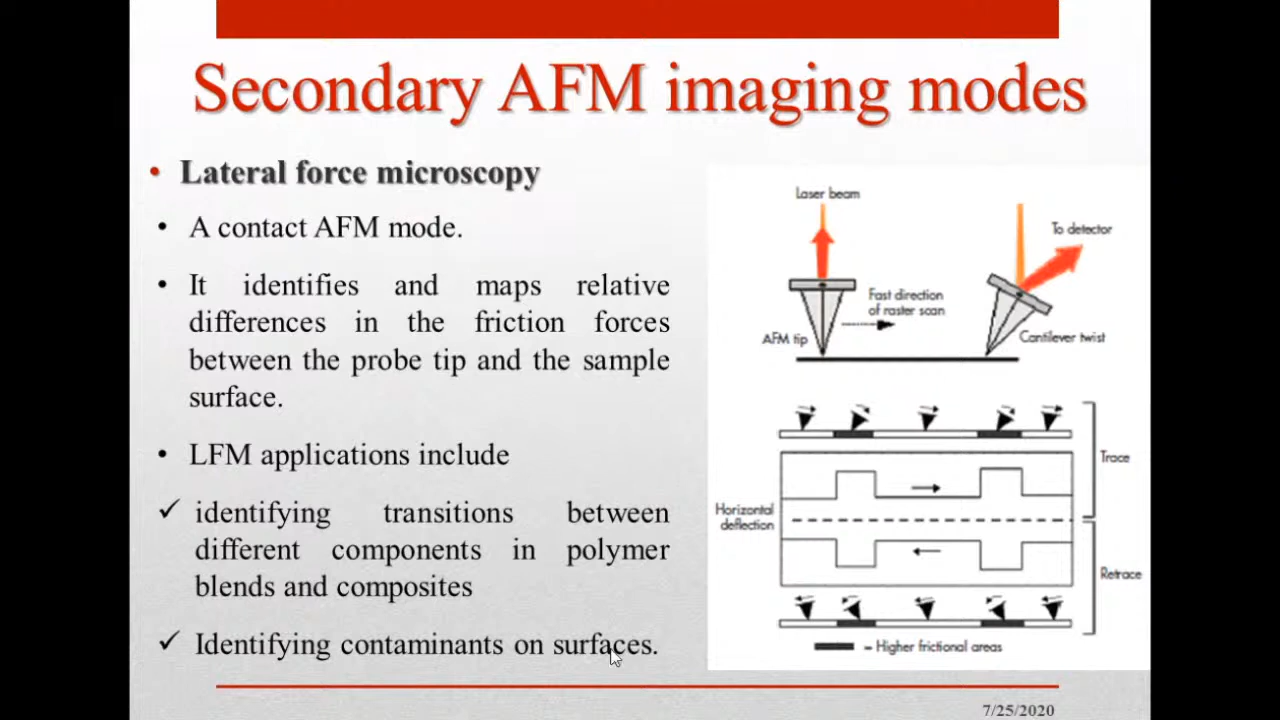 Secondary AFM imaging modes
• Lateral force microscopy
• A contact AFM mode.
• It identifies and maps relative
differences in the friction forces
between the probe tip and the sample
surface.
• LFM applications include
✓ identifying transitions between
different components in polymer
blends and composites
✓ Identifying contaminants on surfaces.
Laser beam
To detector
Fast direction
of raster scan
AFM tip
Cantilever twist
Trace
Horizontal
deflection
Retrace
– Higher frictional areas
7/25/2020